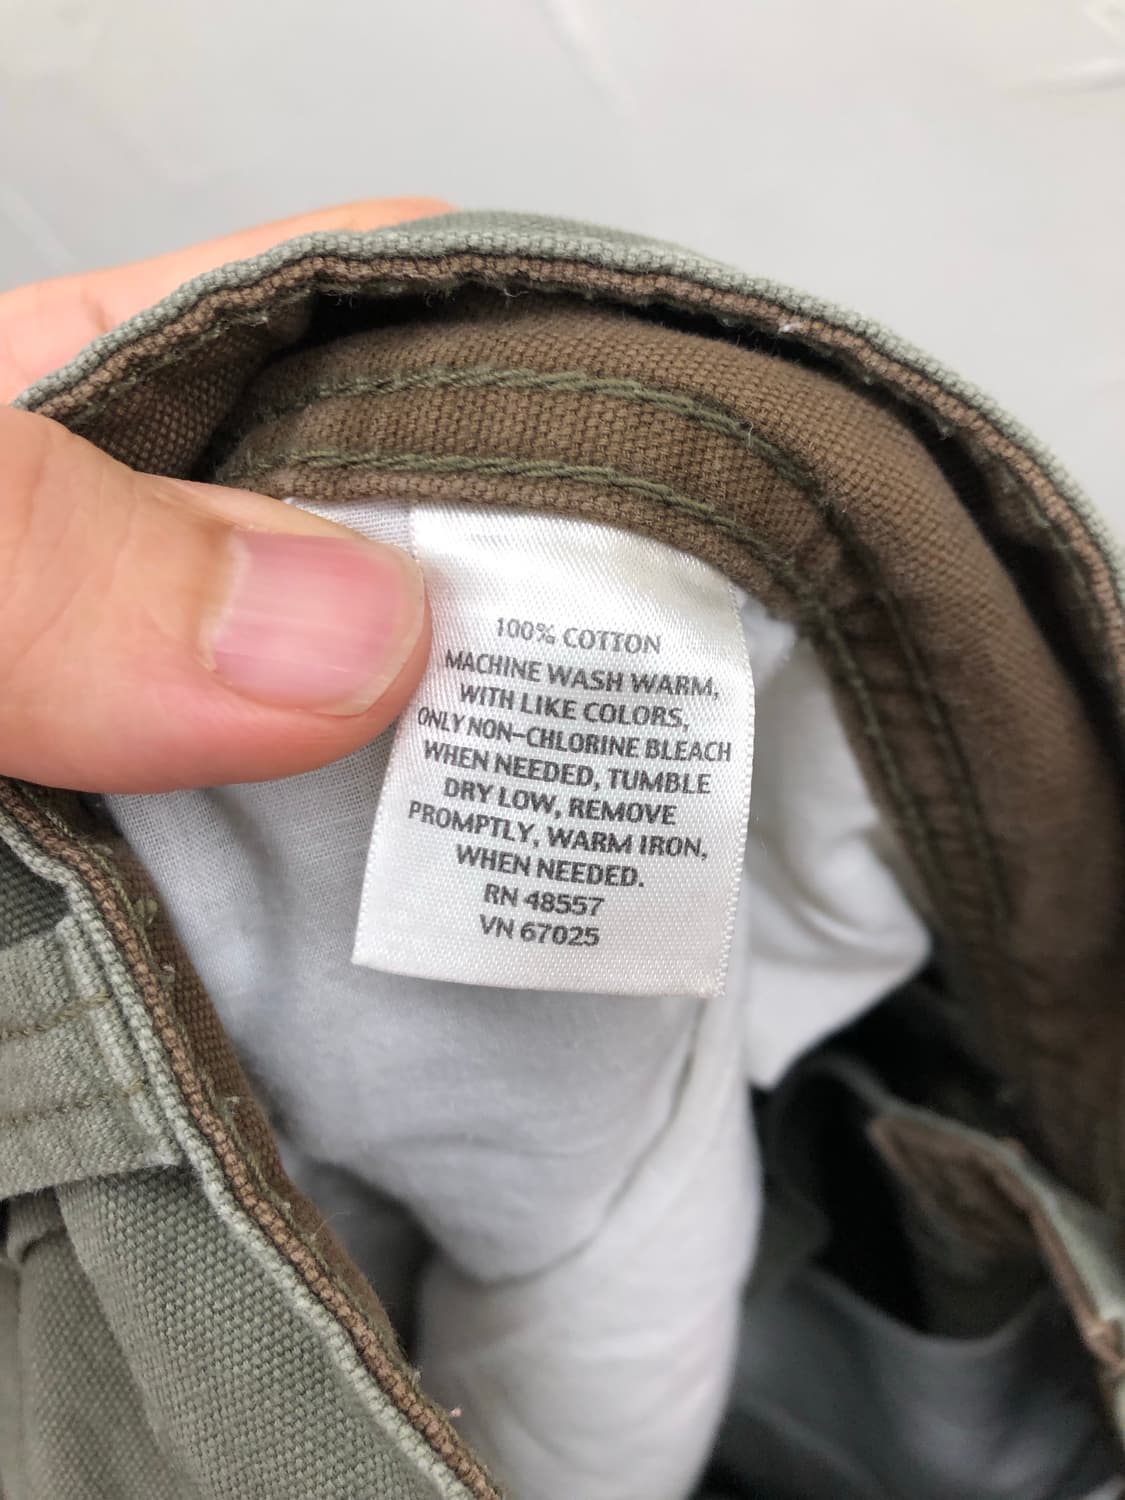 100% COTTON
MACHINE WASH WARM,
WITH LIKE COLORS,
ONLY NON-CHLORINE BLEACH
WHEN NEEDED, TUMBLE
DRY LOW, REMOVE
PROMPTLY, WARM IRON,
WHEN NEEDED.
RN 48557
VN 67025